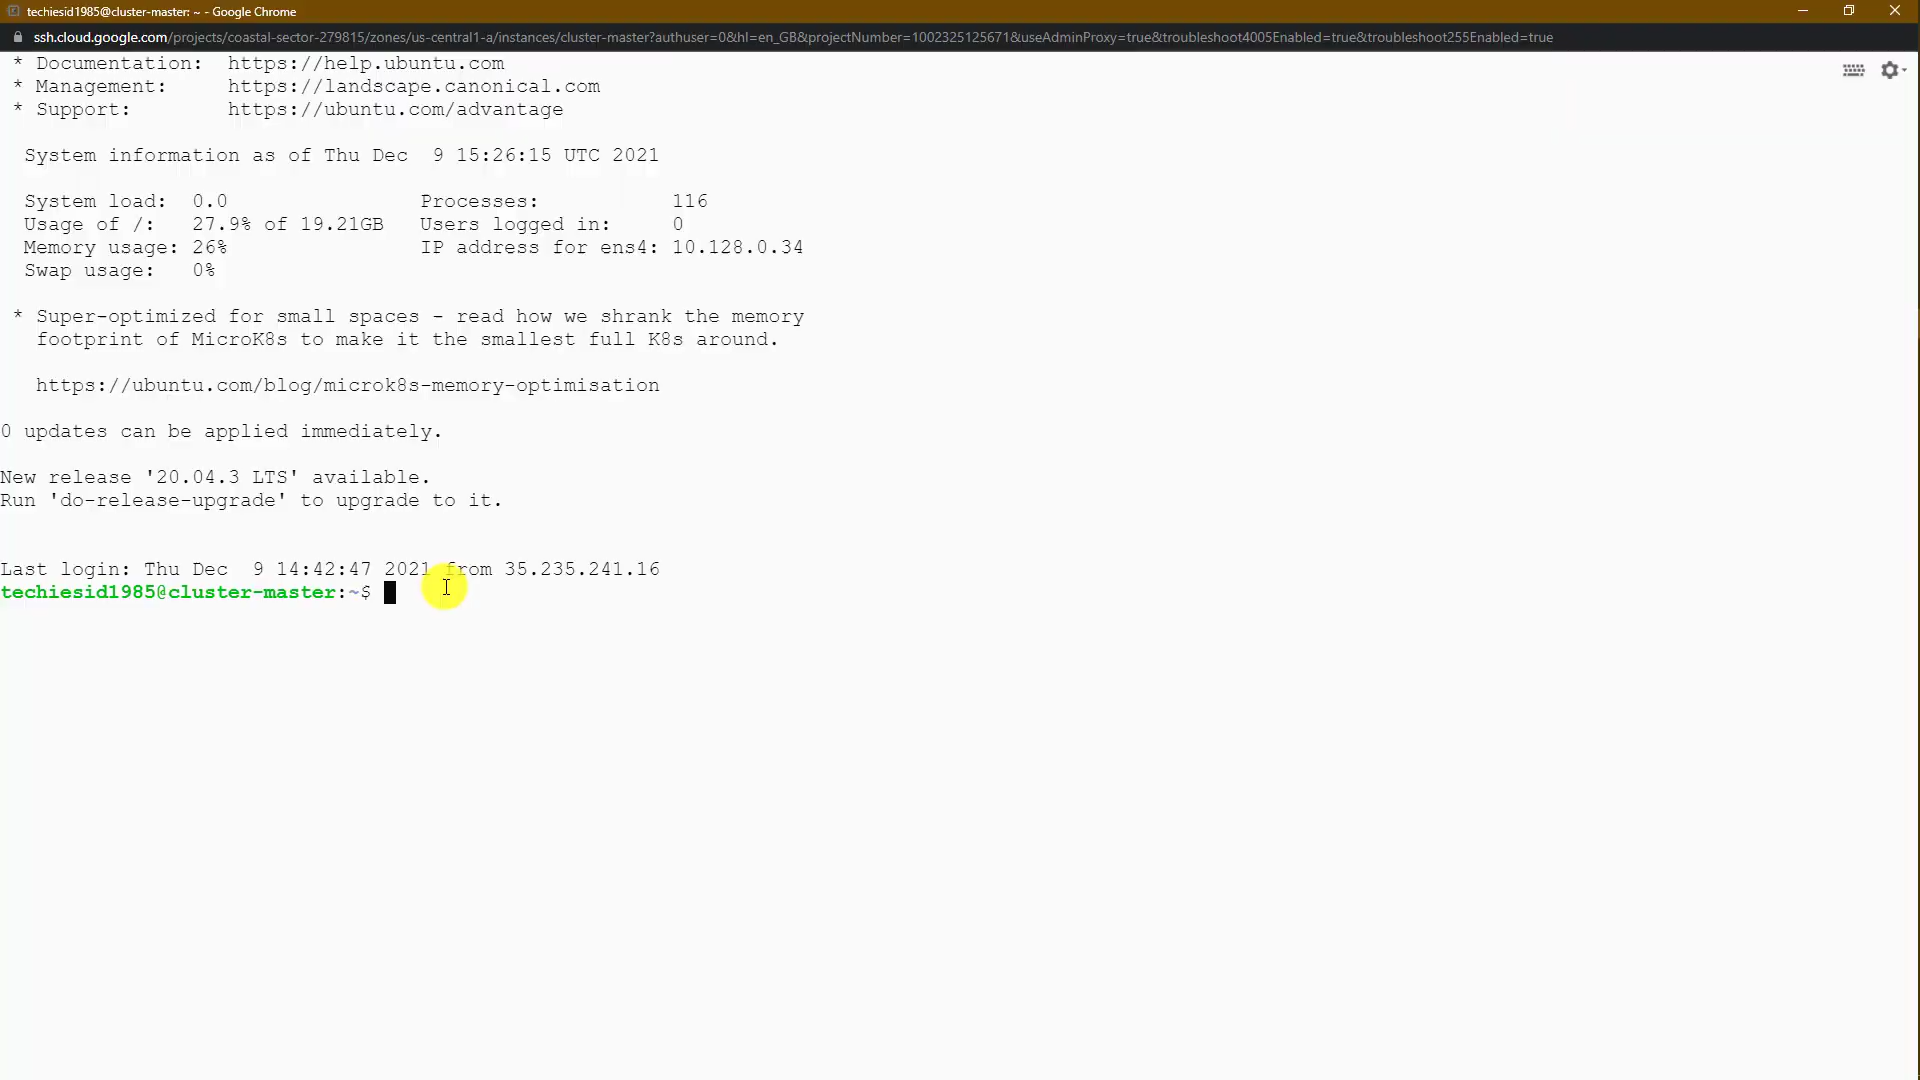 techiesid1985@cluster-master: ~ - Google Chrome
ssh.cloud.google.com/projects/coastal-sector-279815/zones/us-central1-a/instances/cluster-master?authuser=0&hl=en_GB&projectNumber=1002325125671&useAdminProxy=true&troubleshoot4005Enabled=true&troubleshoot255Enabled=true
* Documentation:  https://help.ubuntu.com
* Management:     https://landscape.canonical.com
* Support:        https://ubuntu.com/advantage
System information as of Thu Dec  9 15:26:15 UTC 2021
System load:  0.0                Processes:           116
Usage of /:   27.9% of 19.21GB   Users logged in:     0
Memory usage: 26%                IP address for ens4: 10.128.0.34
Swap usage:   0%
* Super-optimized for small spaces - read how we shrank the memory
footprint of MicroK8s to make it the smallest full K8s around.
https://ubuntu.com/blog/microk8s-memory-optimisation
0 updates can be applied immediately.
New release '20.04.3 LTS' available.
Run 'do-release-upgrade' to upgrade to it.
Last login: Thu Dec  9 14:42:47 2021 from 35.235.241.16
techiesid1985@cluster-master:~$